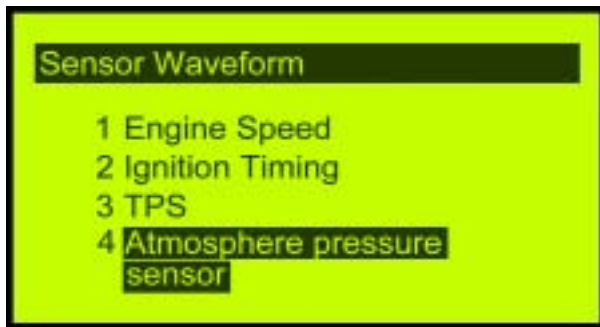 Sensor Waveform
1 Engine Speed
2 Ignition Timing
3 TPS
4 Atmosphere pressure
sensor